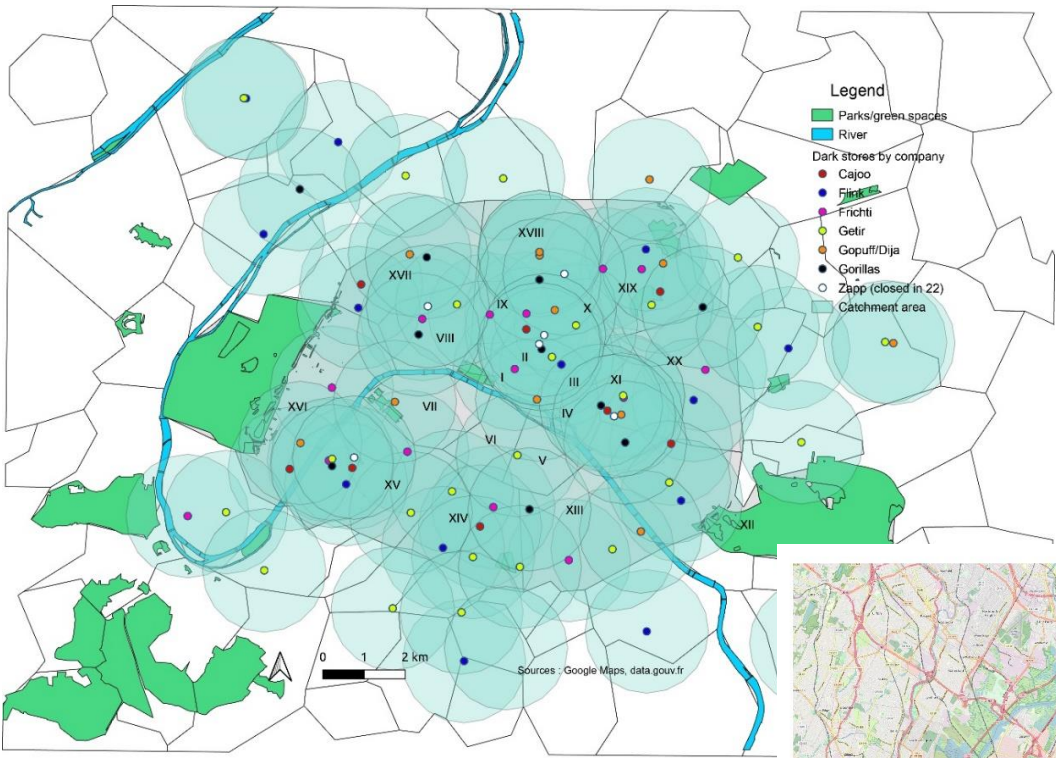 Legend
Parks/green spaces
River
Dark stores by company
Cajoo
Flink
Frichti
Getir
Gopuff/Dija
Gorillas
Zapp (closed in 22)
Catchment area
XVIII
XVII
XIX
IX
X
VIII
II
XX
I
III
XI
XVI
VII
IV
VI
V
XV
XIV
XIII
XII
0 1 2 km
Sources : Google Maps, data.gouv.fr